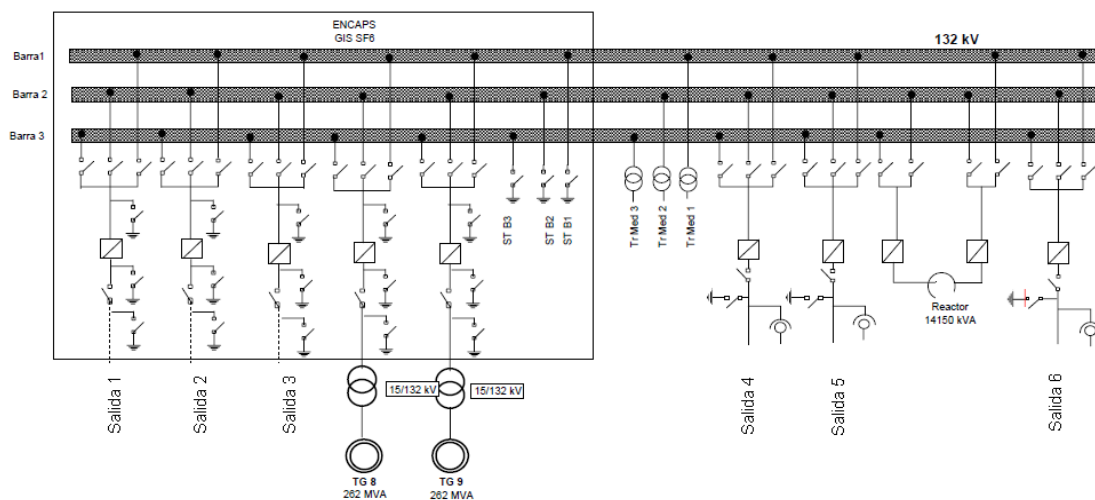 ENCAPS
GIS SF6
132 kV
Barra1
Barra 2
Barra 3
ST B3
ST B2
ST B1
Tr Med 3
Tr Med 2
Tr Med 1
Reactor
14150 kVA
15/132 kV
15/132 kV
Salida 1
Salida 2
Salida 3
Salida 4
Salida 5
Salida 6
TG 8
262 MVA
TG 9
262 MVA